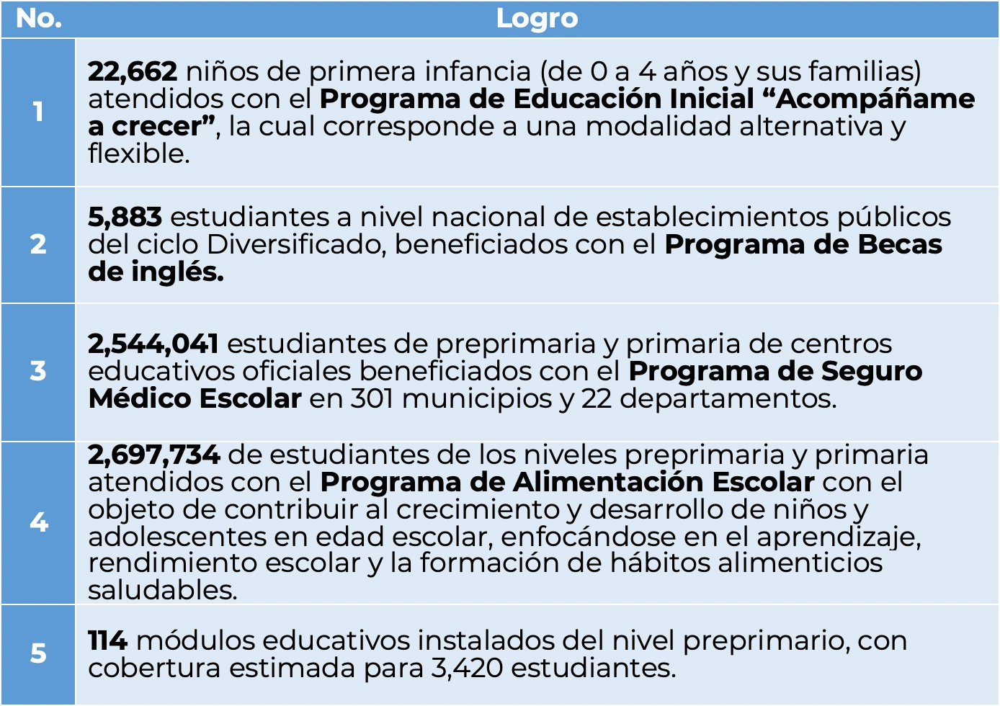 No.
Logro
1
22,662 niños de primera infancia (de 0 a 4 años y sus familias)
atendidos con el Programa de Educación Inicial “Acompáñame
a crecer”, la cual corresponde a una modalidad alternativa y
flexible.
2
5,883 estudiantes a nivel nacional de establecimientos públicos
del ciclo Diversificado, beneficiados con el Programa de Becas
de inglés.
3
2,544,041 estudiantes de preprimaria y primaria de centros
educativos oficiales beneficiados con el Programa de Seguro
Médico Escolar en 301 municipios y 22 departamentos.
4
2,697,734 de estudiantes de los niveles preprimaria y primaria
atendidos con el Programa de Alimentación Escolar con el
objeto de contribuir al crecimiento y desarrollo de niños y
adolescentes en edad escolar, enfocándose en el aprendizaje,
rendimiento escolar y la formación de hábitos alimenticios
saludables.
5
114 módulos educativos instalados del nivel preprimario, con
cobertura estimada para 3,420 estudiantes.